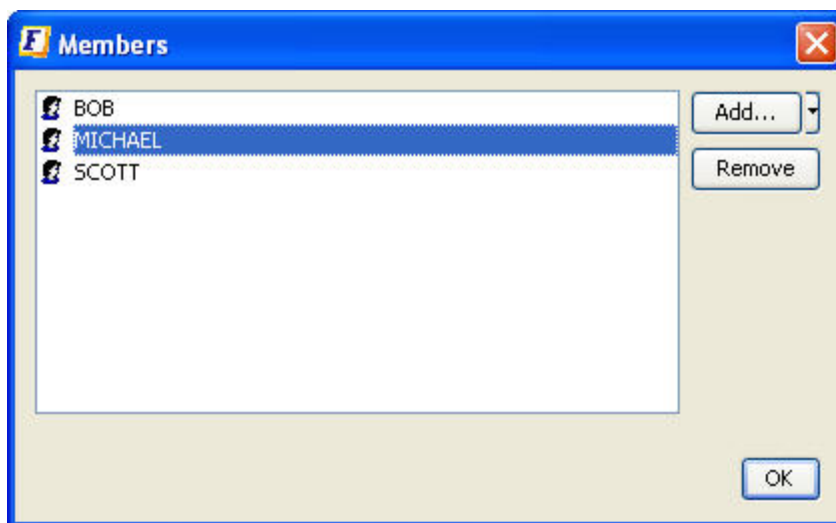 F Members
BOB
MICHAEL
SCOTT
Add...
Remove
OK